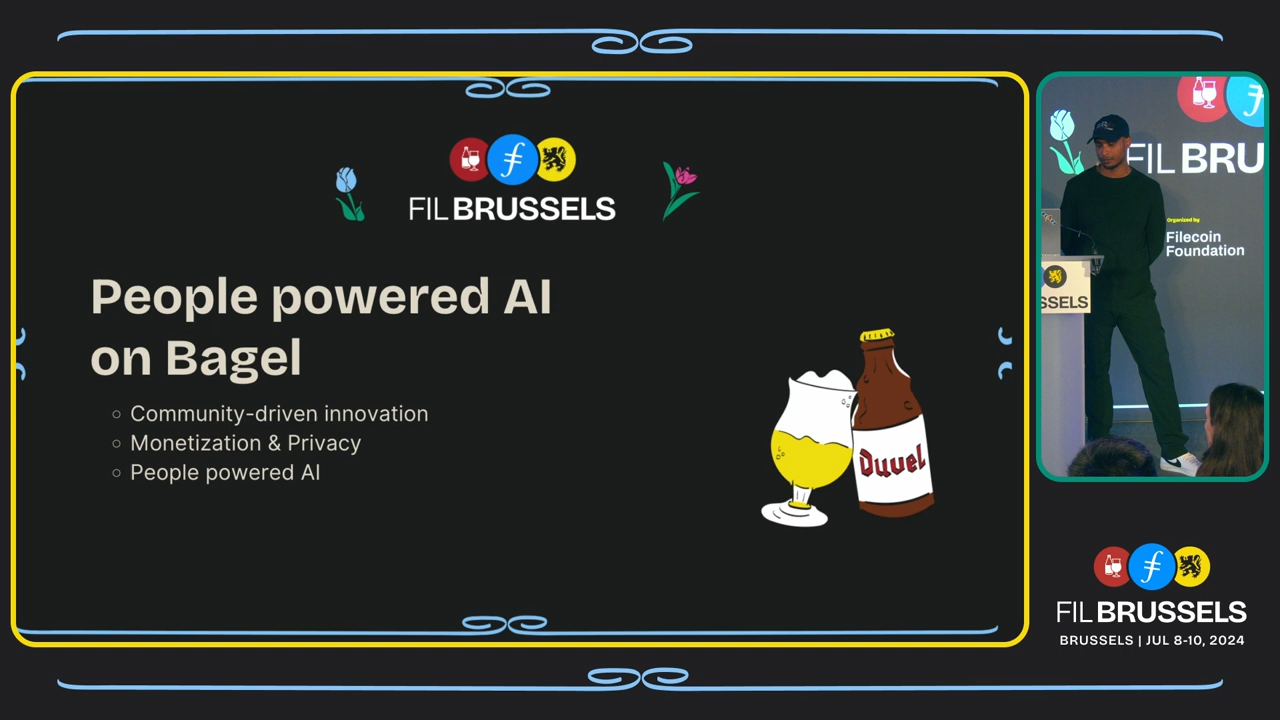 FIL BRUSSELS
People powered AI
on Bagel
Community-driven innovation
Monetization & Privacy
People powered AI
Duvel
FIL BRU
Organized by
Filecoin
Foundation
SSELS
FIL BRUSSELS
BRUSSELS | JUL 8-10, 2024